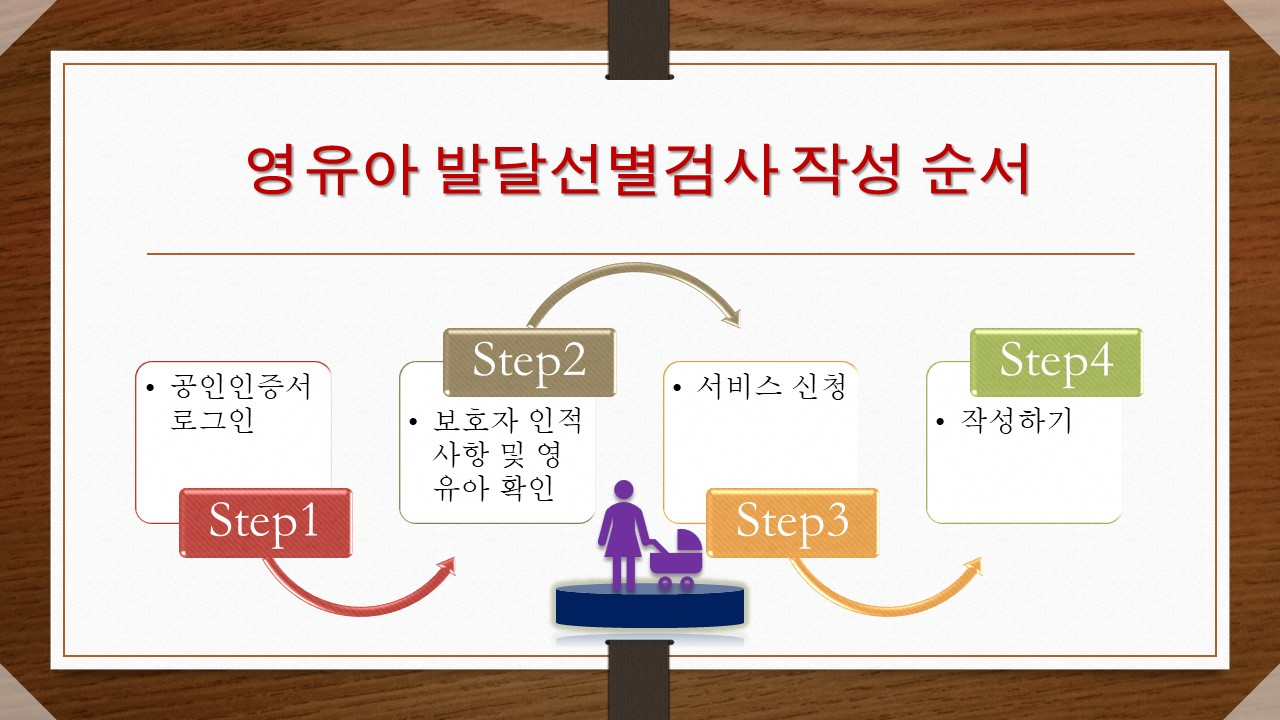 영유아 발달선별검사 작성 순서
• 공인인증서
로그인
Step1
Step2
• 보호자 인적
사항 및 영
유아 확인
• 서비스 신청
Step3
Step4
• 작성하기